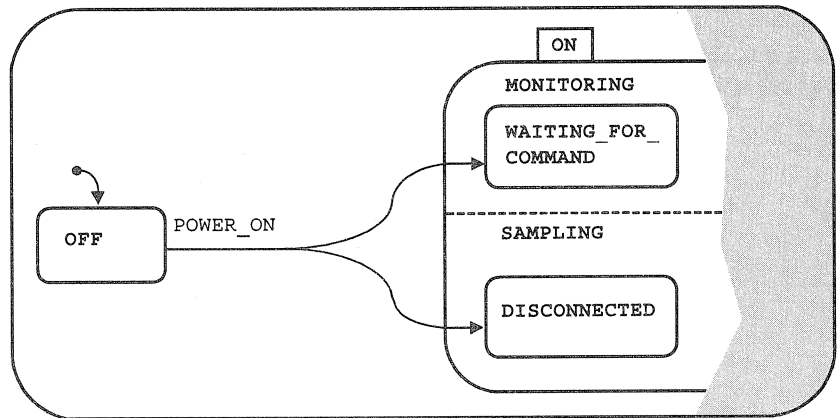 ON
MONITORING
WAITING_FOR_
COMMAND
POWER_ON
OFF
SAMPLING
DISCONNECTED